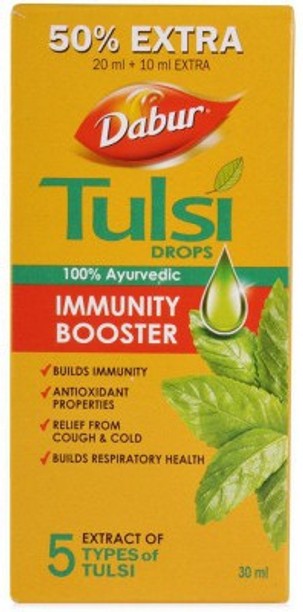 50% EXTRA
20 ml + 10 ml EXTRA
Dabur
Tulsi
DROPS
100% Ayurvedic
IMMUNITY
BOOSTER
✓BUILDS IMMUNITY
✓ANTIOXIDANT
PROPERTIES
✓RELIEF FROM
COUGH & COLD
✓BUILDS RESPIRATORY HEALTH
5 EXTRACT OF
TYPES of
TULSI
30 ml